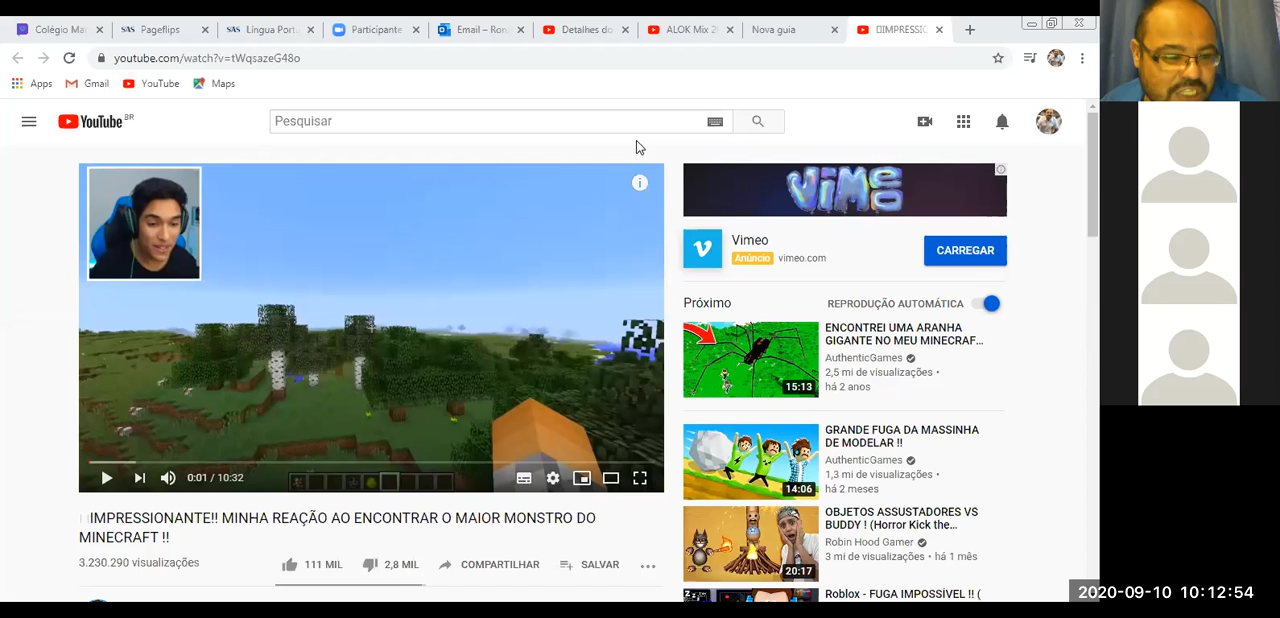 Colégio Mar
SAS Pageflips
SAS Língua Port
Participante
Email – Ron
Detalhes do
ALOK Mix 2
Nova guia
IMPRESSIC
youtube.com/watch?v=tWqsazeG48o
Apps Gmail YouTube Maps
YouTube BR
Pesquisar
0:01 / 10:32
IMPRESSIONANTE!! MINHA REAÇÃO AO ENCONTRAR O MAIOR MONSTRO DO
MINECRAFT !!
3.230.290 visualizações
111 MIL 2,8 MIL COMPARTILHAR SALVAR
vimeo
Vimeo
Anúncio vimeo.com
CARREGAR
Próximo REPRODUÇÃO AUTOMÁTICA
ENCONTREI UMA ARANHA
GIGANTE NO MEU MINECRAF...
AuthenticGames
2,5 mi de visualizações •
há 2 anos
15:13
GRANDE FUGA DA MASSINHA
DE MODELAR !!
AuthenticGames
1,3 mi de visualizações •
há 2 meses
14:06
OBJETOS ASSUSTADORES VS
BUDDY ! (Horror Kick the...
Robin Hood Gamer
3 mi de visualizações • há 1 mês
20:17
Roblox - FUGA IMPOSSÍVEL !! (
2020-09-10 10:12:54